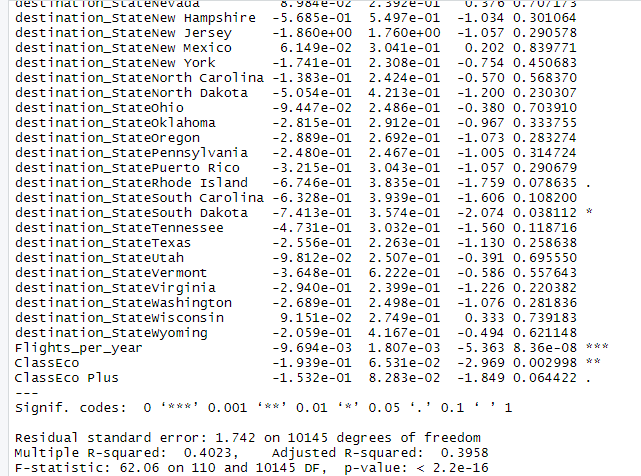 destination_StateNevada 8.984e-02 2.392e-01 0.376 0.707173
destination_StateNew Hampshire -5.685e-01 5.497e-01 -1.034 0.301064
destination_StateNew Jersey -1.860e+00 1.760e+00 -1.057 0.290578
destination_StateNew Mexico 6.149e-02 3.041e-01 0.202 0.839771
destination_StateNew York -1.741e-01 2.308e-01 -0.754 0.450683
destination_StateNorth Carolina -1.383e-01 2.424e-01 -0.570 0.568370
destination_StateNorth Dakota -5.054e-01 4.213e-01 -1.200 0.230307
destination_StateOhio -9.447e-02 2.486e-01 -0.380 0.703910
destination_StateOklahoma -2.815e-01 2.912e-01 -0.967 0.333755
destination_StateOregon -2.889e-01 2.692e-01 -1.073 0.283274
destination_StatePennsylvania -2.480e-01 2.467e-01 -1.005 0.314724
destination_StatePuerto Rico -3.215e-01 3.043e-01 -1.057 0.290679
destination_StateRhode Island -6.746e-01 3.835e-01 -1.759 0.078635 .
destination_StateSouth Carolina -6.328e-01 3.939e-01 -1.606 0.108200
destination_StateSouth Dakota -7.413e-01 3.574e-01 -2.074 0.038112 *
destination_StateTennessee -4.731e-01 3.032e-01 -1.560 0.118716
destination_StateTexas -2.556e-01 2.263e-01 -1.130 0.258638
destination_StateUtah -9.812e-02 2.507e-01 -0.391 0.695550
destination_StateVermont -3.648e-01 6.222e-01 -0.586 0.557643
destination_StateVirginia -2.940e-01 2.399e-01 -1.226 0.220382
destination_StateWashington -2.689e-01 2.498e-01 -1.076 0.281836
destination_StateWisconsin 9.151e-02 2.749e-01 0.333 0.739183
destination_StateWyoming -2.059e-01 4.167e-01 -0.494 0.621148
Flights_per_year -9.694e-03 1.807e-03 -5.363 8.36e-08 ***
ClassEco -1.939e-01 6.531e-02 -2.969 0.002998 **
ClassEco Plus -1.532e-01 8.283e-02 -1.849 0.064422 .
---
Signif. codes: 0 ‘***’ 0.001 ‘**’ 0.01 ‘*’ 0.05 ‘.’ 0.1 ‘ ’ 1
Residual standard error: 1.742 on 10145 degrees of freedom
Multiple R-squared: 0.4023, Adjusted R-squared: 0.3958
F-statistic: 62.06 on 110 and 10145 DF, p-value: < 2.2e-16